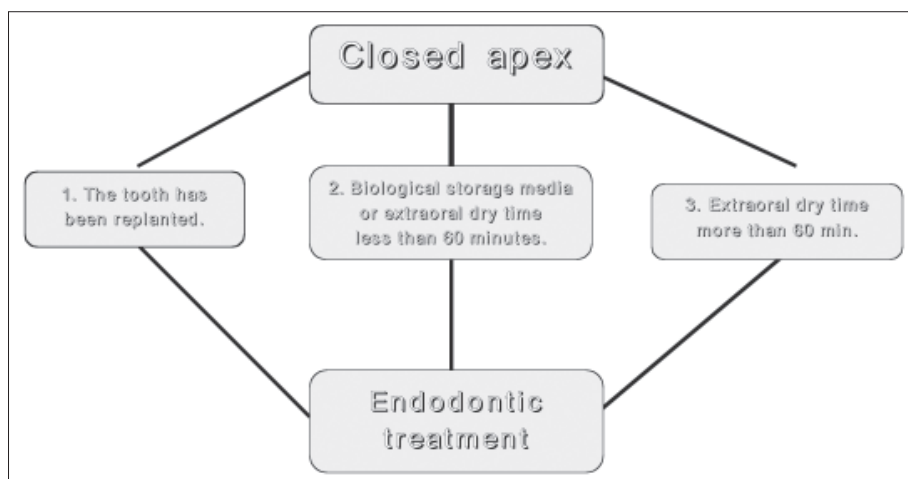 Closed apex
1. The tooth has
been replanted.
2. Biological storage media
or extraoral dry time
less than 60 minutes.
3. Extraoral dry time
more than 60 min.
Endodontic
treatment